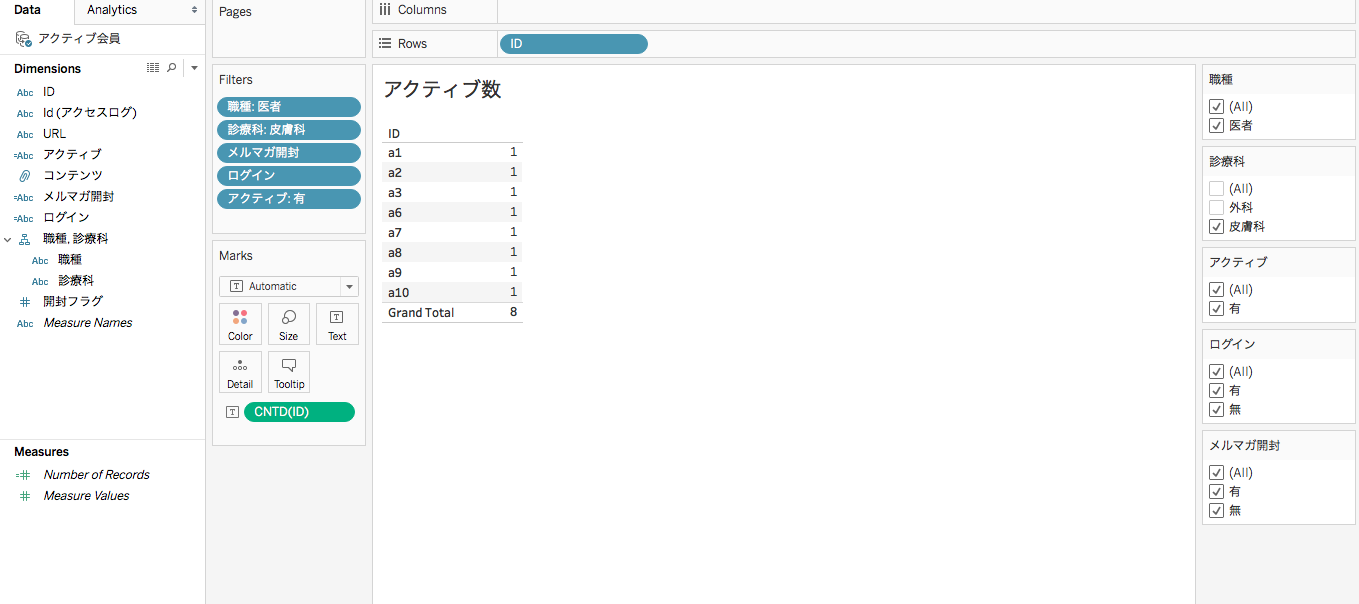 Data
Analytics
アクティブ会員
Dimensions
Abc ID
Abc Id (アクセスログ)
Abc URL
=Abc アクティブ
コンテンツ
=Abc メルマガ開封
=Abc ログイン
職種, 診療科
Abc 職種
Abc 診療科
# 開封フラグ
Abc Measure Names
Measures
=# Number of Records
# Measure Values
Pages
Filters
職種: 医者
診療科: 皮膚科
メルマガ開封
ログイン
アクティブ: 有
Marks
T Automatic
Color
Size
T Text
Detail
Tooltip
T CNTD(ID)
Columns
Rows
ID
アクティブ数
ID
a1 1
a2 1
a3 1
a6 1
a7 1
a8 1
a9 1
a10 1
Grand Total 8
職種
(All)
医者
診療科
(All)
外科
皮膚科
アクティブ
(All)
有
ログイン
(All)
有
無
メルマガ開封
(All)
有
無